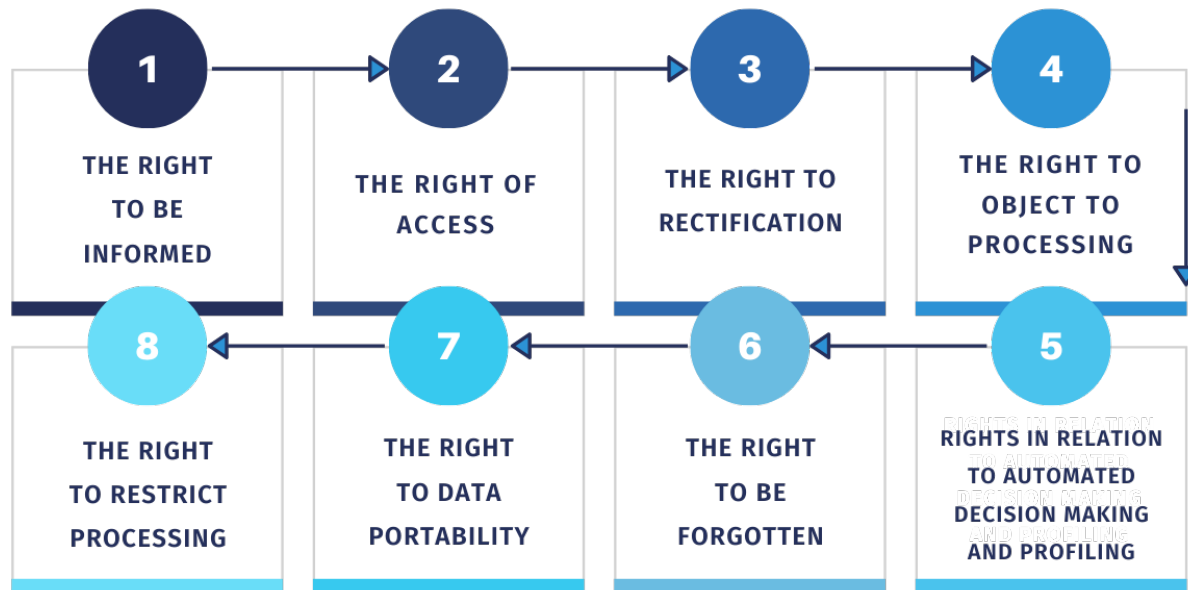 1
THE RIGHT
TO BE
INFORMED
2
THE RIGHT OF
ACCESS
3
THE RIGHT TO
RECTIFICATION
4
THE RIGHT TO
OBJECT TO
PROCESSING
5
RIGHTS IN RELATION
TO AUTOMATED
DECISION MAKING
AND PROFILING
6
THE RIGHT
TO BE
FORGOTTEN
7
THE RIGHT
TO DATA
PORTABILITY
8
THE RIGHT
TO RESTRICT
PROCESSING